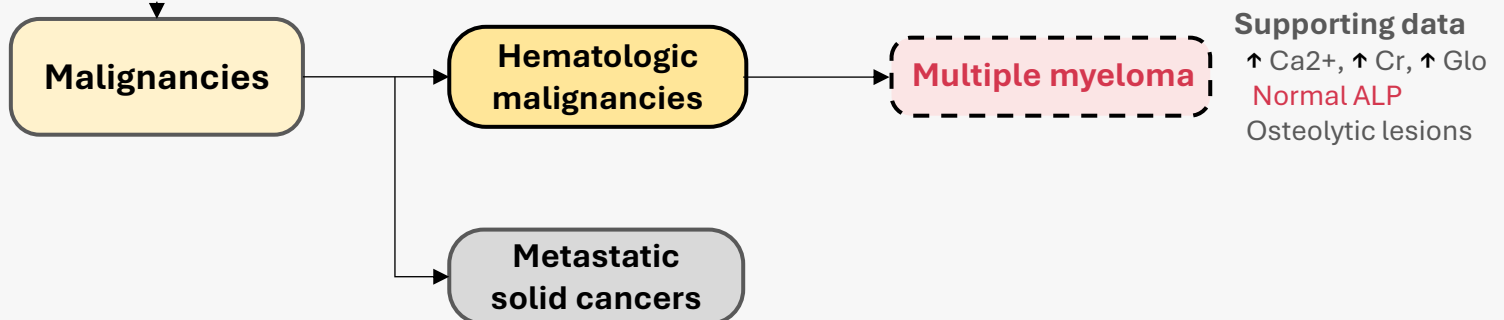 Malignancies
Hematologic
malignancies
Multiple myeloma
Supporting data
↑ Ca2+, ↑ Cr, ↑ Glo
Normal ALP
Osteolytic lesions
Metastatic
solid cancers